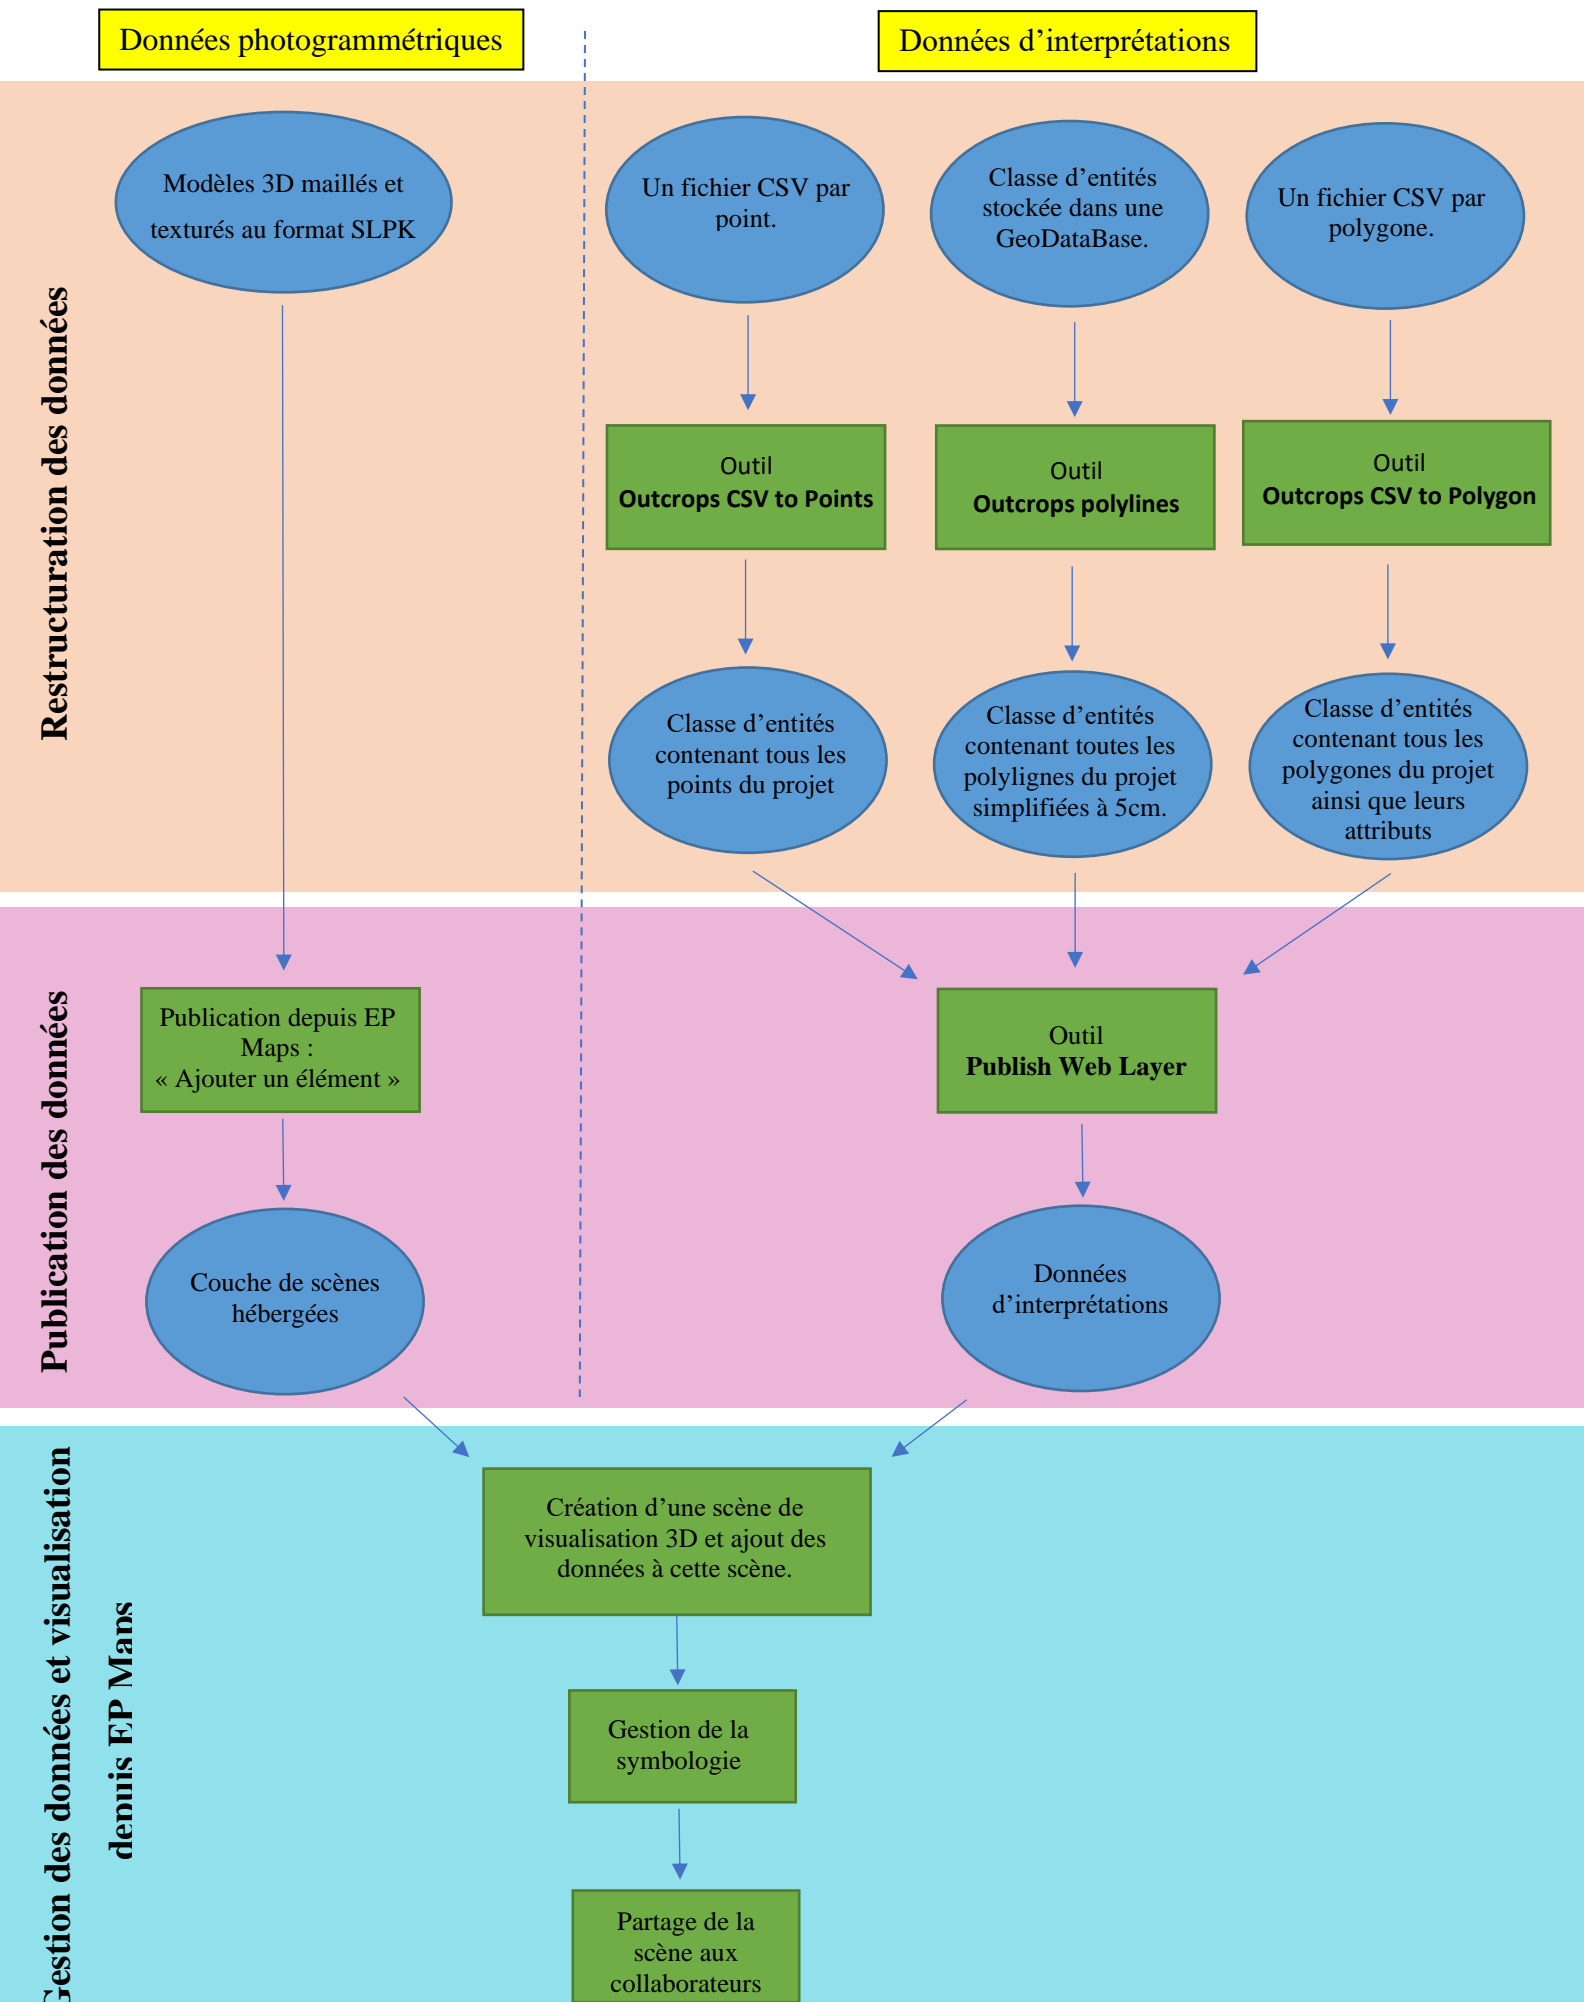 Données photogrammétriques
Données d’interprétations
Restructuration des données
Modèles 3D maillés et
texturés au format SLPK
Un fichier CSV par
point.
Classe d’entités
stockée dans une
GeoDataBase.
Un fichier CSV par
polygone.
Outil
Outcrops CSV to Points
Outil
Outcrops polylines
Outil
Outcrops CSV to Polygon
Classe d’entités
contenant tous les
points du projet
Classe d’entités
contenant toutes les
polylignes du projet
simplifiées à 5cm.
Classe d’entités
contenant tous les
polygones du projet
ainsi que leurs
attributs
Publication des données
Publication depuis EP
Maps :
« Ajouter un élément »
Outil
Publish Web Layer
Couche de scènes
hébergées
Données
d’interprétations
Gestion des données et visualisation
depuis EP Maps
Création d’une scène de
visualisation 3D et ajout des
données à cette scène.
Gestion de la
symbologie
Partage de la
scène aux
collaborateurs